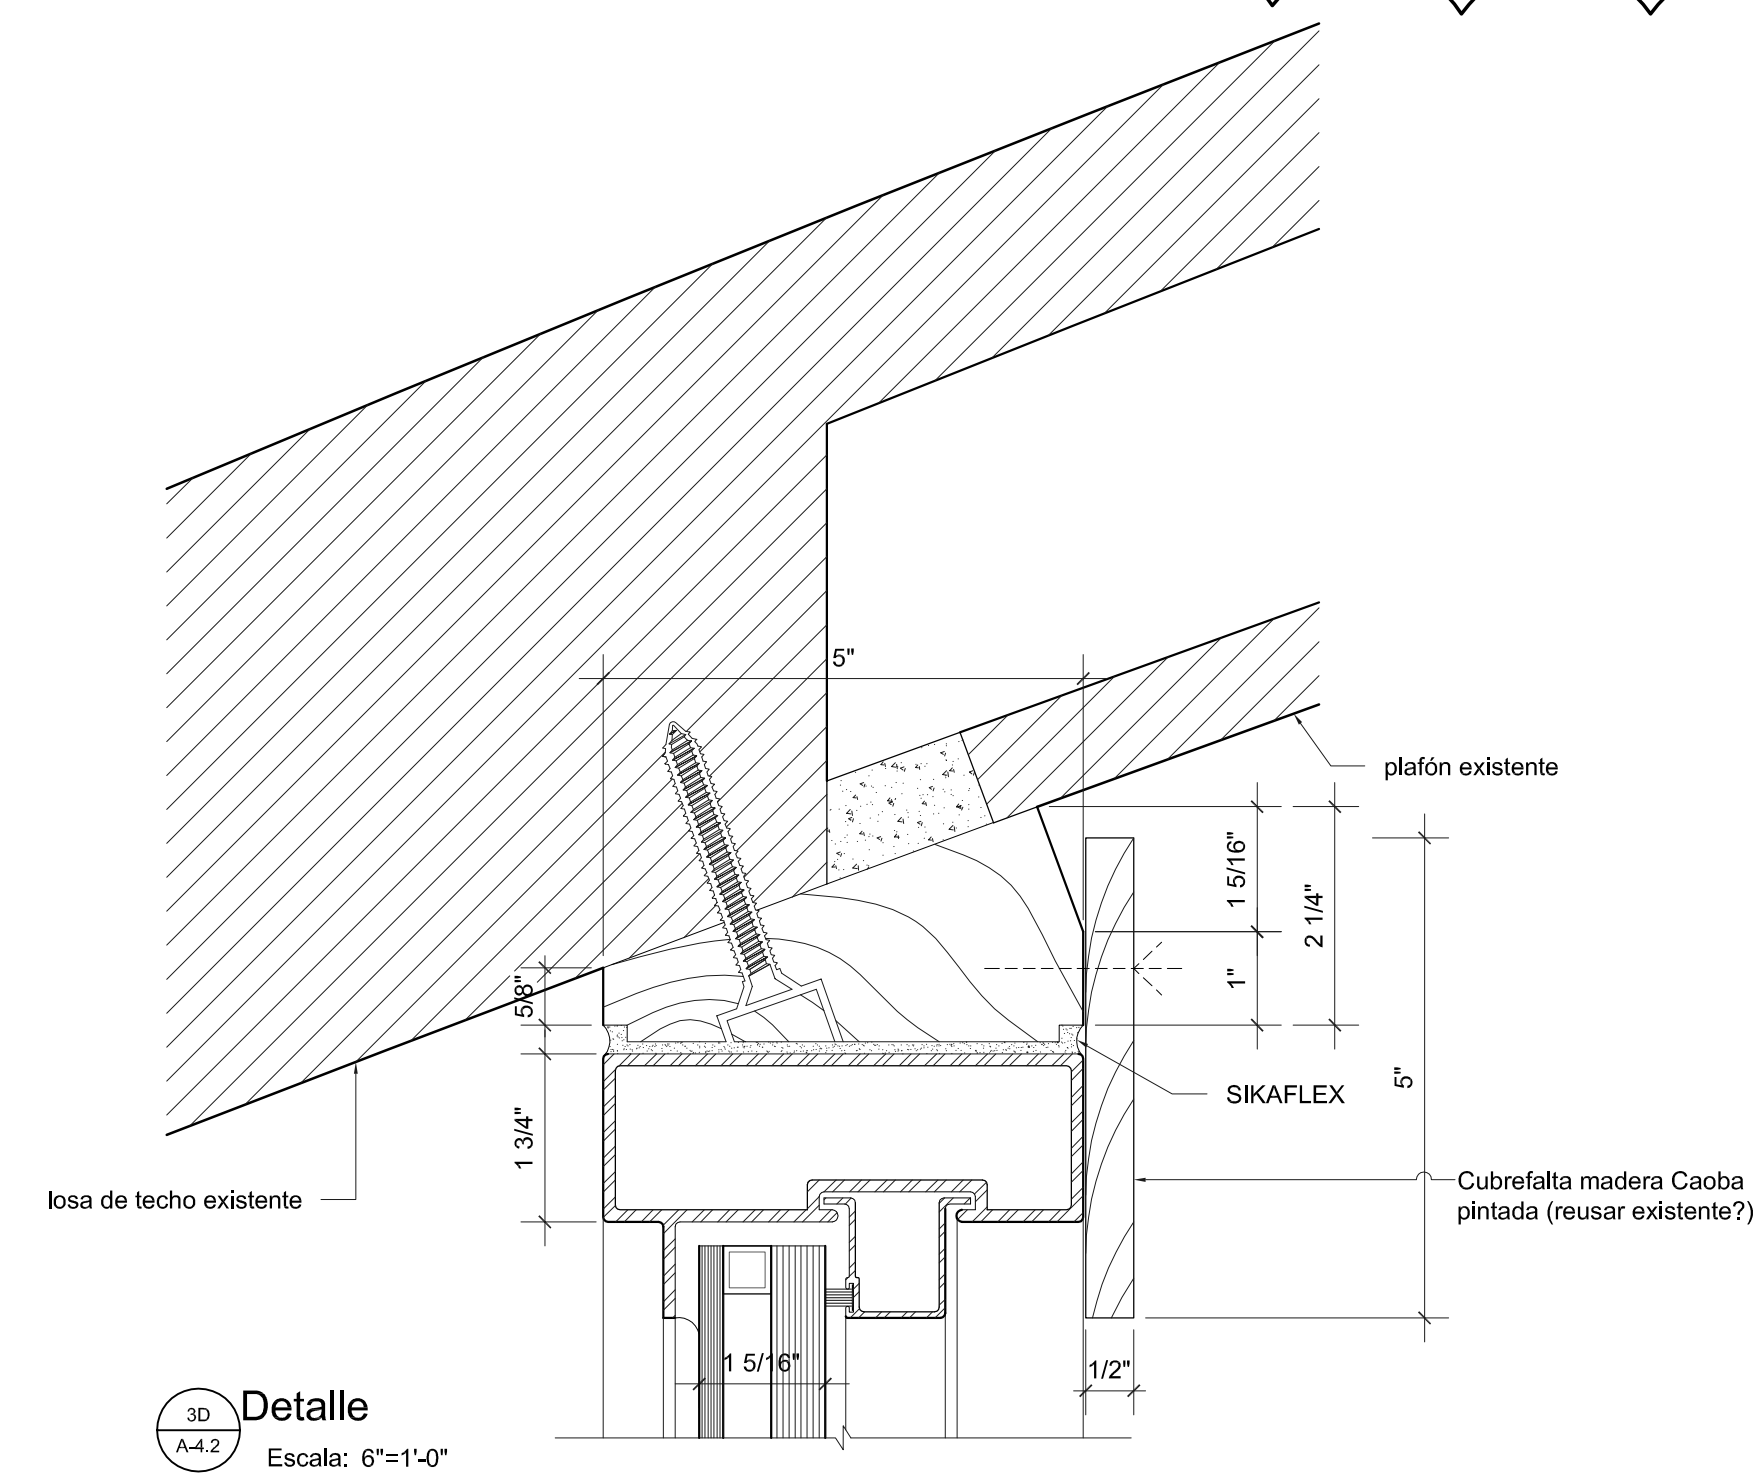 5"
plafón existente
1 5/16"
2 1/4"
1"
5/8"
SIKAFLEX
5"
1 3/4"
losa de techo existente
Cubrefalta madera Caoba
pintada (reusar existente?)
1 5/16"
1/2"
3D
A-4.2
Detalle
Escala: 6"=1'-0"